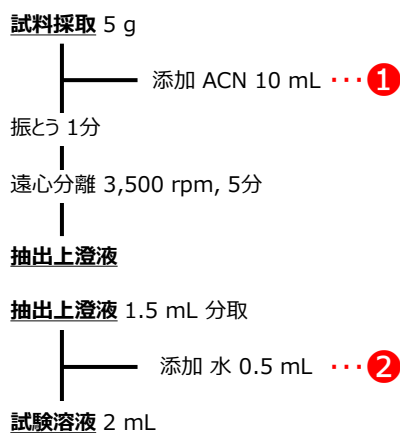 試料採取 5 g
添加 ACN 10 mL ･･･❶
振とう 1分
遠心分離 3,500 rpm, 5分
抽出上澄液
抽出上澄液 1.5 mL 分取
添加 水 0.5 mL ･･･❷
試験溶液 2 mL